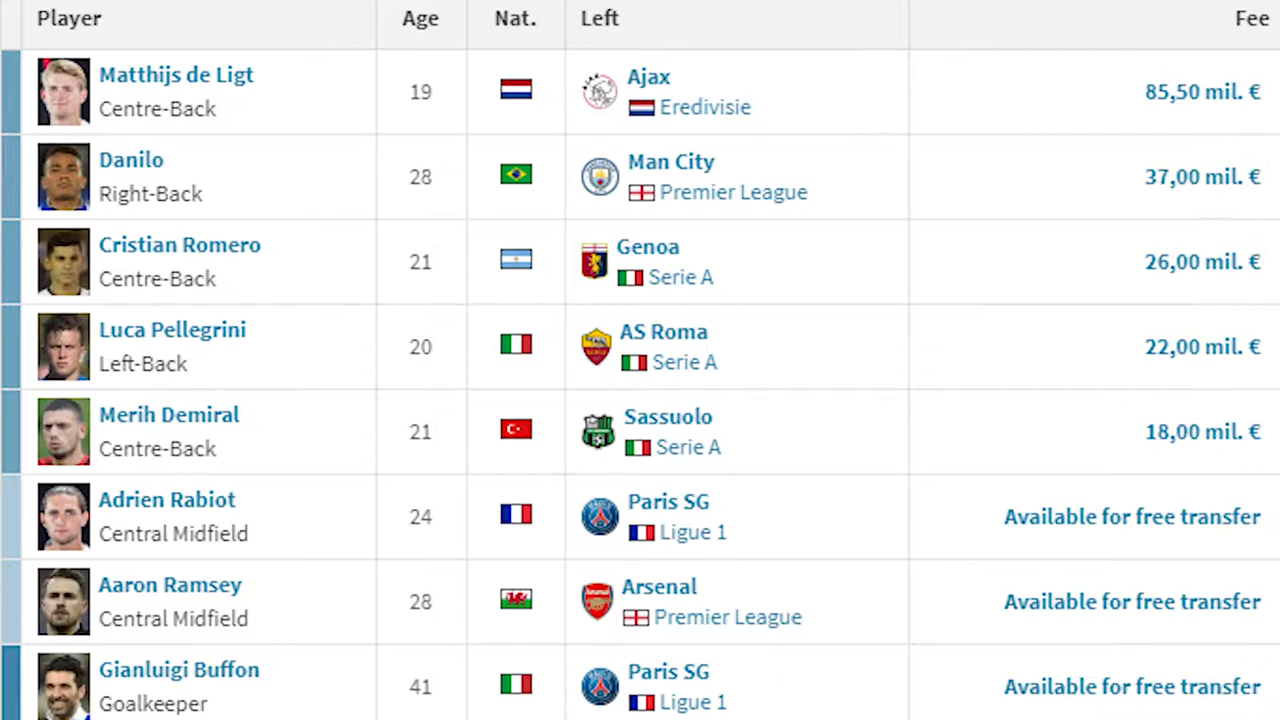 Player Age Nat. Left Fee
Matthijs de Ligt
Centre-Back
19
Ajax
Eredivisie
85,50 mil. €
Danilo
Right-Back
28
Man City
Premier League
37,00 mil. €
Cristian Romero
Centre-Back
21
Genoa
Serie A
26,00 mil. €
Luca Pellegrini
Left-Back
20
AS Roma
Serie A
22,00 mil. €
Merih Demiral
Centre-Back
21
Sassuolo
Serie A
18,00 mil. €
Adrien Rabiot
Central Midfield
24
Paris SG
Ligue 1
Available for free transfer
Aaron Ramsey
Central Midfield
28
Arsenal
Premier League
Available for free transfer
Gianluigi Buffon
Goalkeeper
41
Paris SG
Ligue 1
Available for free transfer